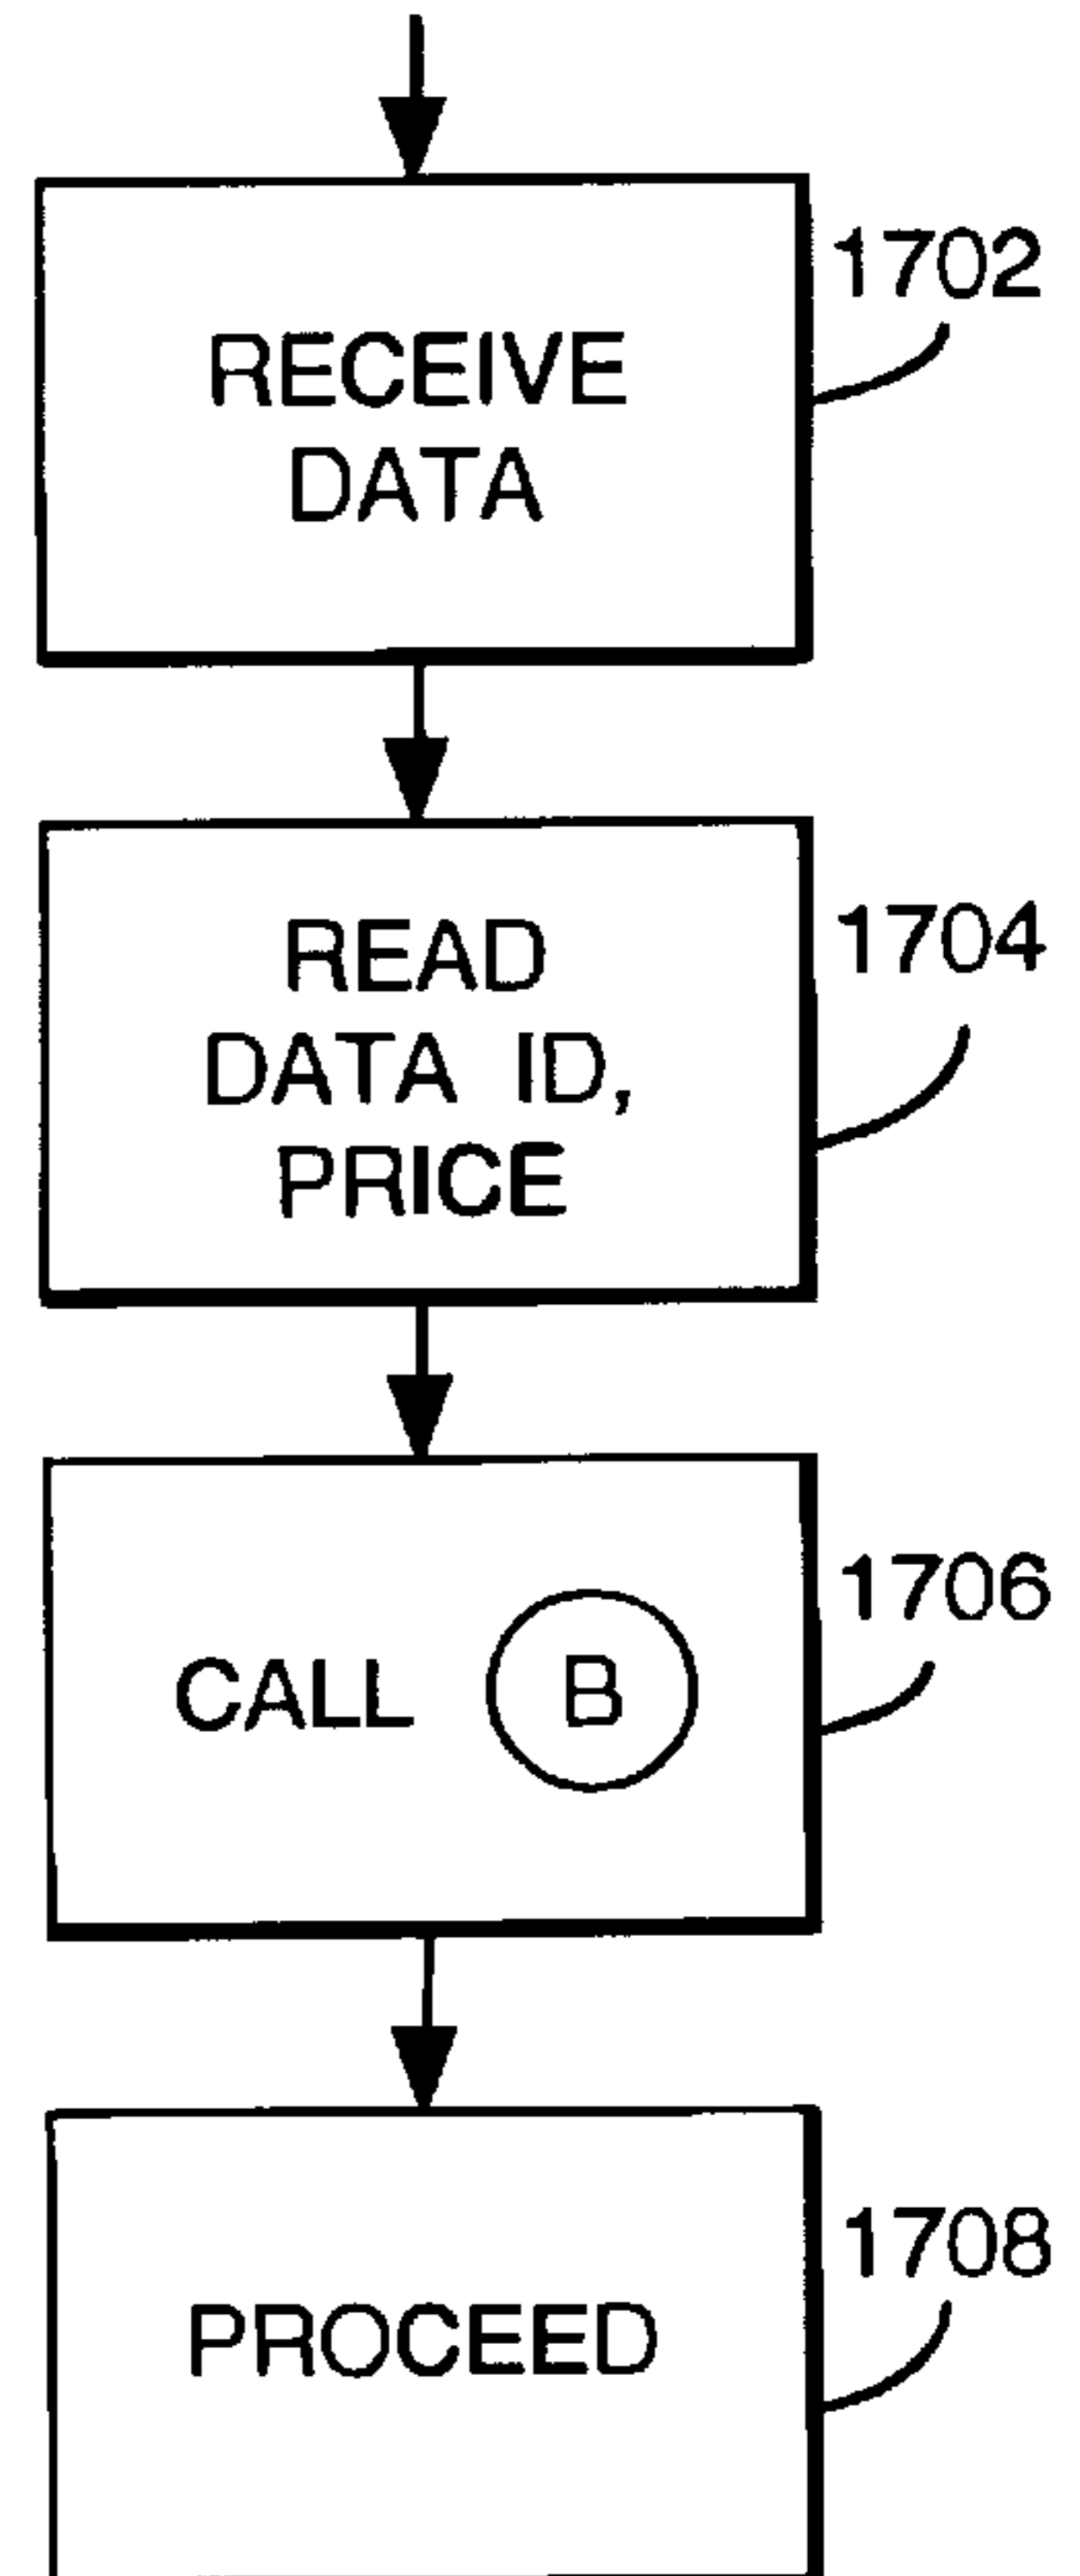 1702
RECEIVE
DATA
1704
READ
DATA ID,
PRICE
1706
CALL B
1708
PROCEED